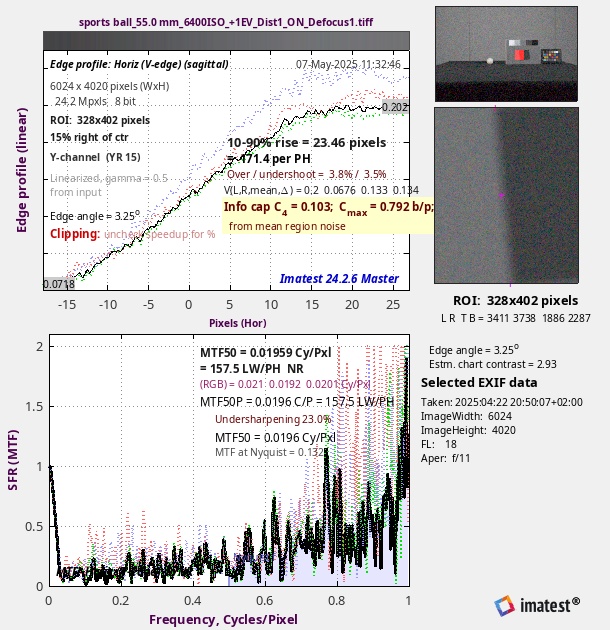 sports ball_55.0 mm_6400ISO_+1EV_Dist1_ON_Defocus1.tiff
Edge profile: Horiz (V-edge) (sagittal)
07-May-2025 11:32:46
6024 x 4020 pixels (WxH)
24.2 Mpxls 8 bit
ROI: 328x402 pixels
15% right of ctr
Y-channel (YR 15)
Linearized, gamma = 0.5
from input
Edge angle = 3.25°
Clipping: uncheck speedup for %
0.202
10-90% rise = 23.46 pixels
= 171.4 per PH
Over / undershoot = 3.8% / 3.5%
V(L,R,mean,Δ) = 0.2 0.0676 0.133 0.134
Info cap C4 = 0.103; Cmax = 0.792 b/p;
from mean region noise
Imatest 24.2.6 Master
0.0718
Edge profile (linear)
-15 -10 -5 0 5 10 15 20 25
Pixels (Hor)
MTF50 = 0.01959 Cy/Pxl
= 157.5 LW/PH NR
(RGB) = 0.021 0.0192 0.0201 Cy/Pxl
MTF50P = 0.0196 C/P = 157.5 LW/PH
Undersharpening 23.0%
MTF50 = 0.0196 Cy/Pxl
MTF at Nyquist = 0.132
SFR (MTF)
2
1.5
1
0.5
0
0 0.2 0.4 0.6 0.8 1
Frequency, Cycles/Pixel
ROI: 328x402 pixels
L R T B = 3411 3738 1886 2287
Edge angle = 3.25°
Estm. chart contrast = 2.93
Selected EXIF data
Taken: 2025:04:22 20:50:07+02:00
ImageWidth: 6024
ImageHeight: 4020
FL: 18
Aper: f/11
imatest®